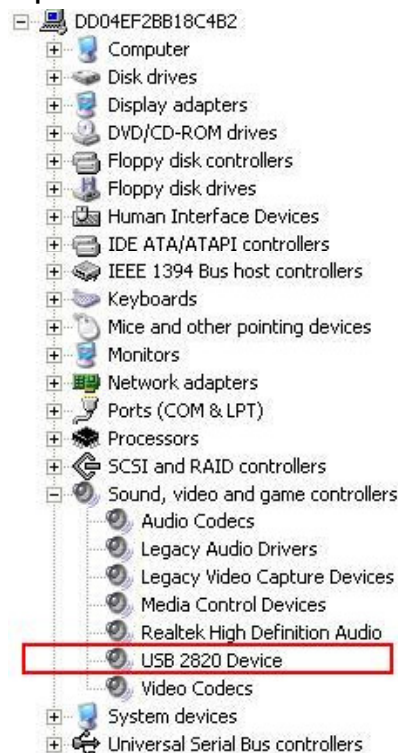 DD04EF2BB18C4B2
Computer
Disk drives
Display adapters
DVD/CD-ROM drives
Floppy disk controllers
Floppy disk drives
Human Interface Devices
IDE ATA/ATAPI controllers
IEEE 1394 Bus host controllers
Keyboards
Mice and other pointing devices
Monitors
Network adapters
Ports (COM & LPT)
Processors
SCSI and RAID controllers
Sound, video and game controllers
Audio Codecs
Legacy Audio Drivers
Legacy Video Capture Devices
Media Control Devices
Realtek High Definition Audio
USB 2820 Device
Video Codecs
System devices
Universal Serial Bus controllers